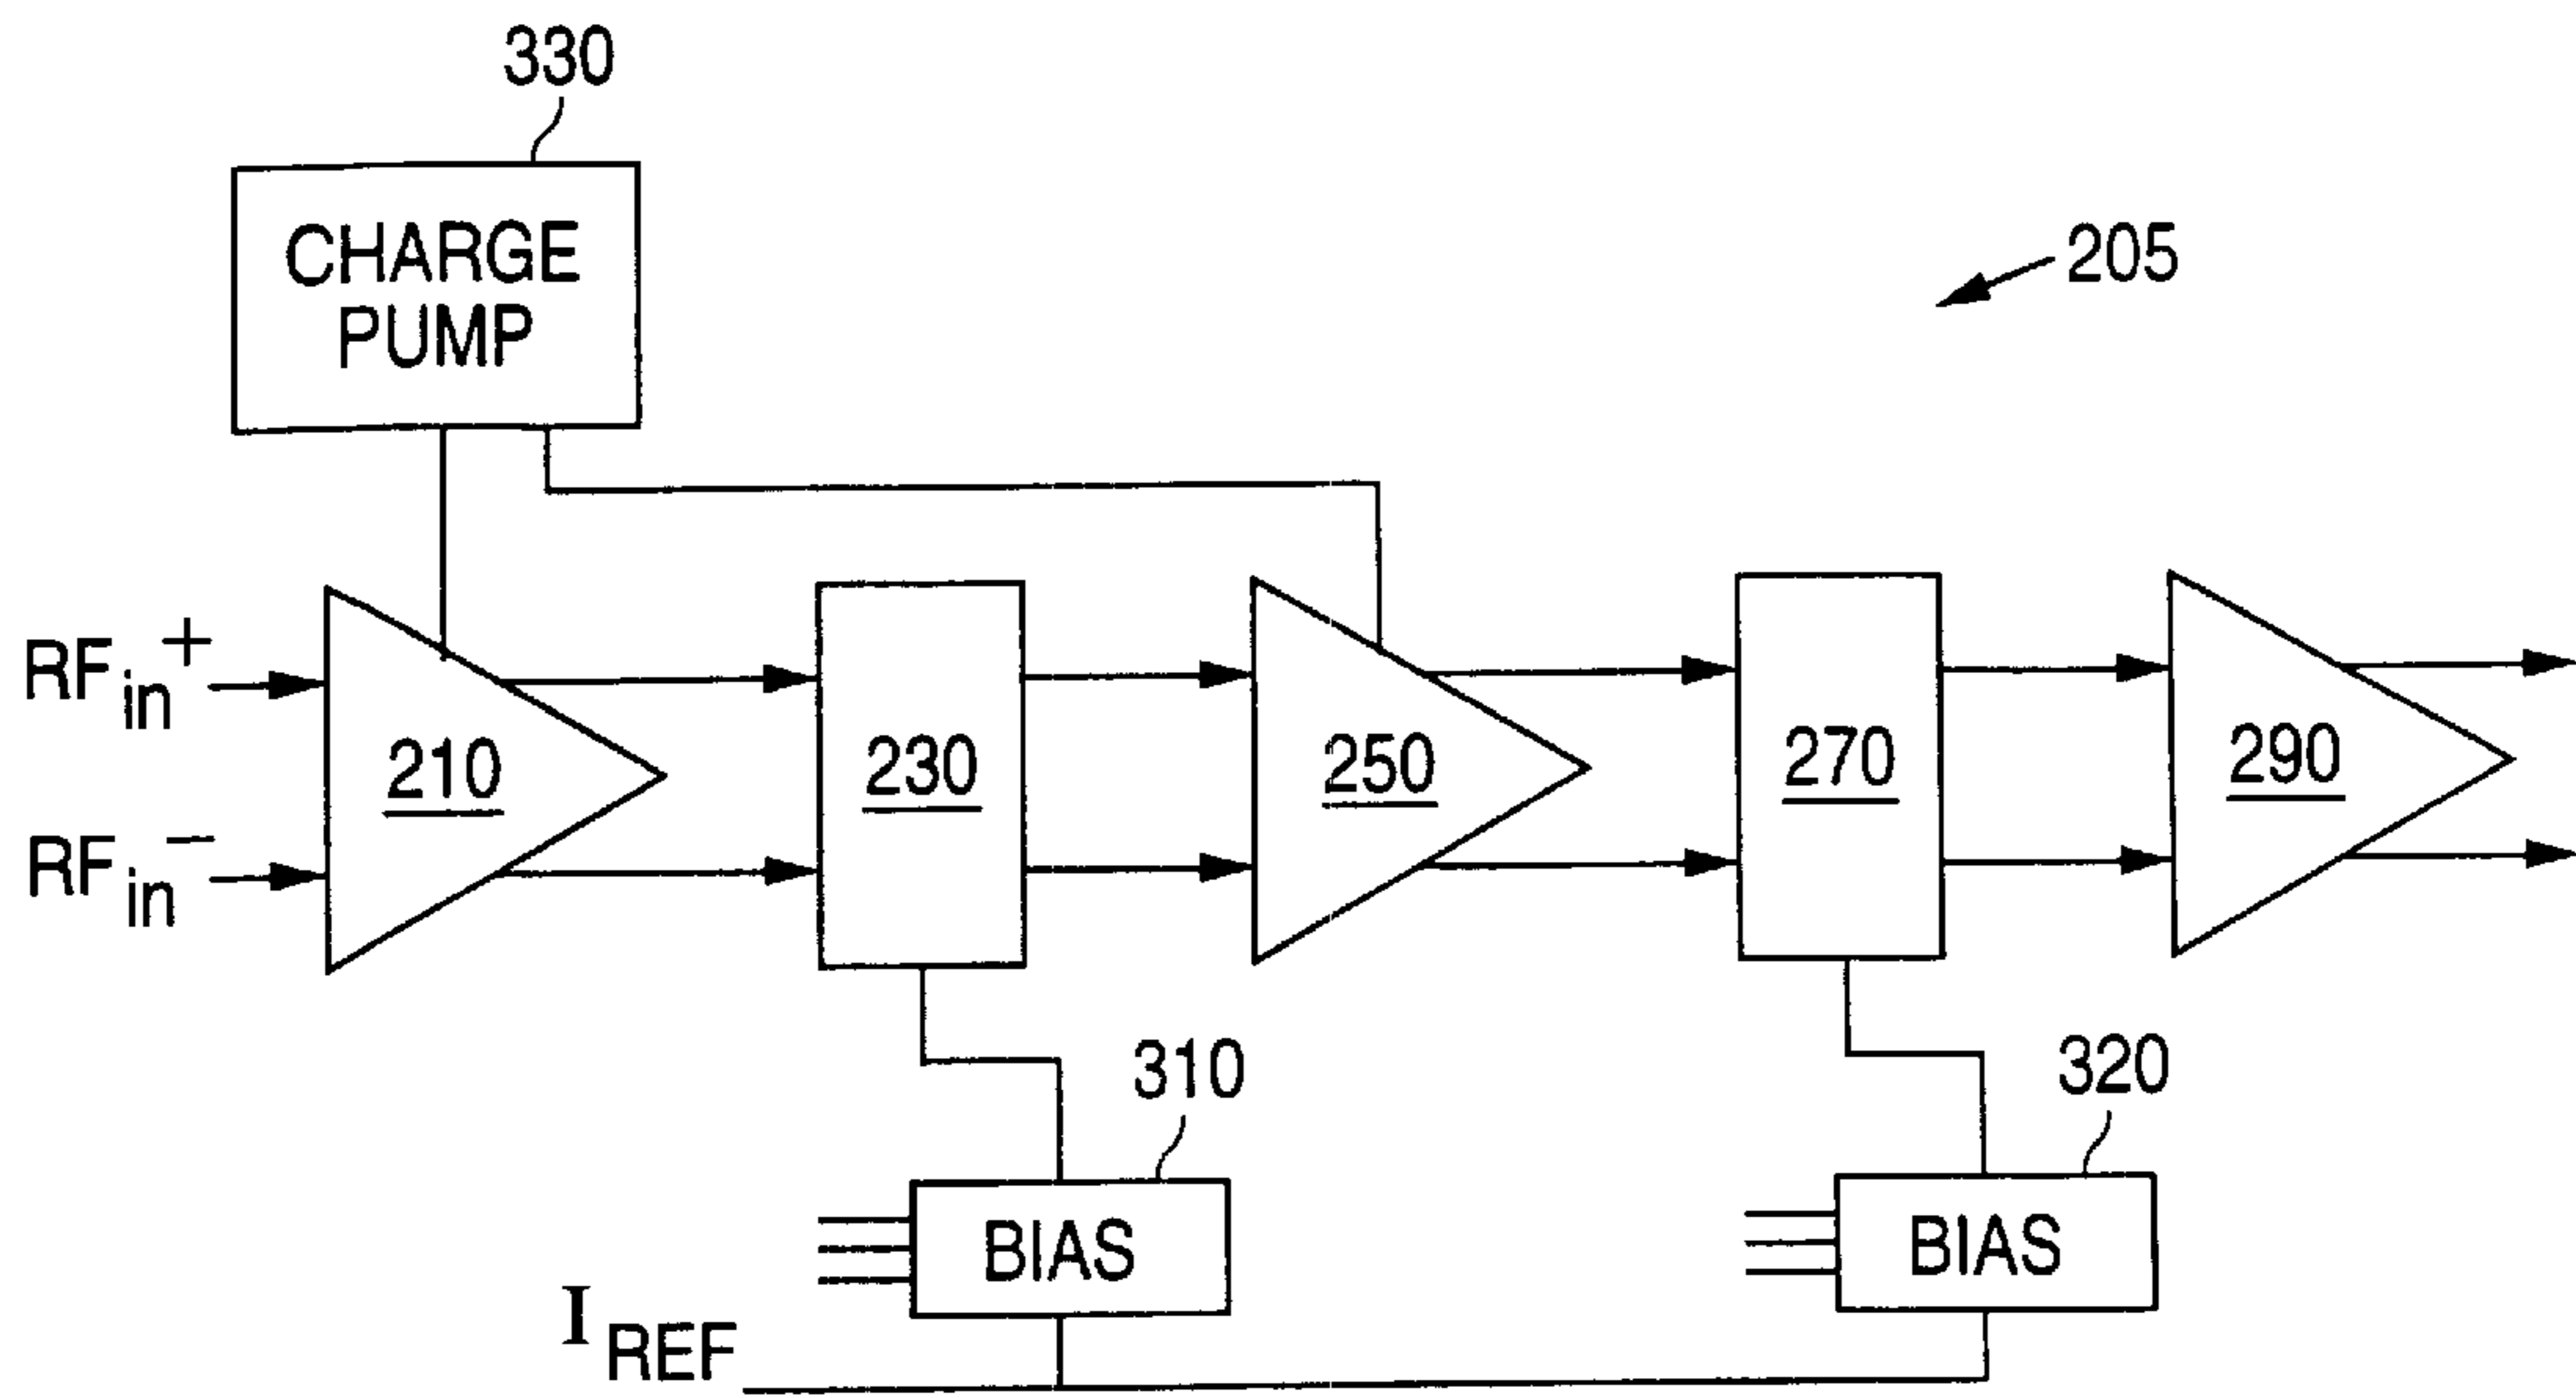 330
CHARGE
PUMP
205
RFin+
210
230
250
270
290
RFin−
310
320
BIAS
BIAS
IREF